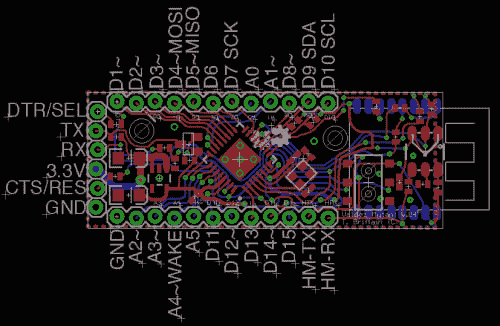 D1~
D2~
D3~
D4~MOSI
D5~MISO
D6
D7 SCK
A0
A1~
D8~
D9 SDA
D10 SCL
DTR/SEL
TX
RX
3.3V
CTS/RES
GND
GND
A2~
A3~
A4~WAKE
A5
D11
D12~
D13
D14~
D15
HM-TX
HM-RX